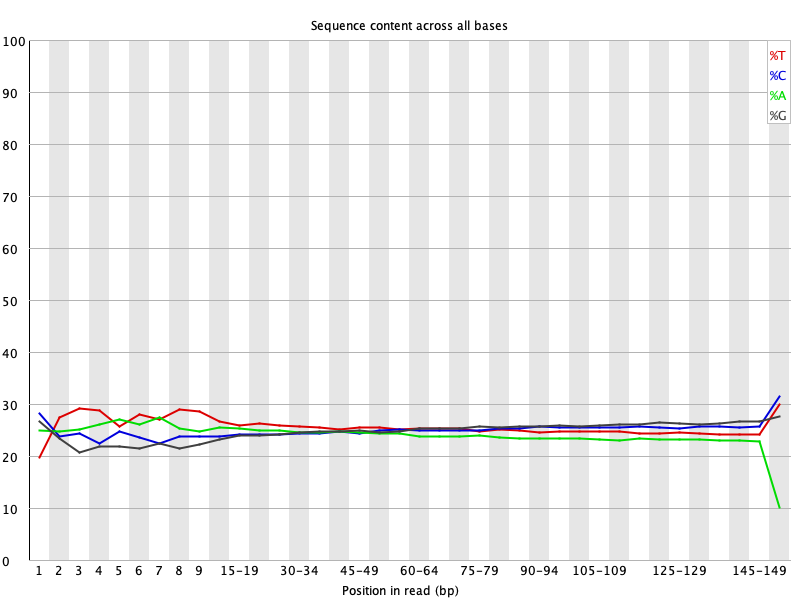 Sequence content across all bases
100
90
80
70
60
50
40
30
20
10
0
%T
%C
%A
%G
1 2 3 4 5 6 7 8 9 15-19 30-34 45-49 60-64 75-79 90-94 105-109 125-129 145-149
Position in read (bp)